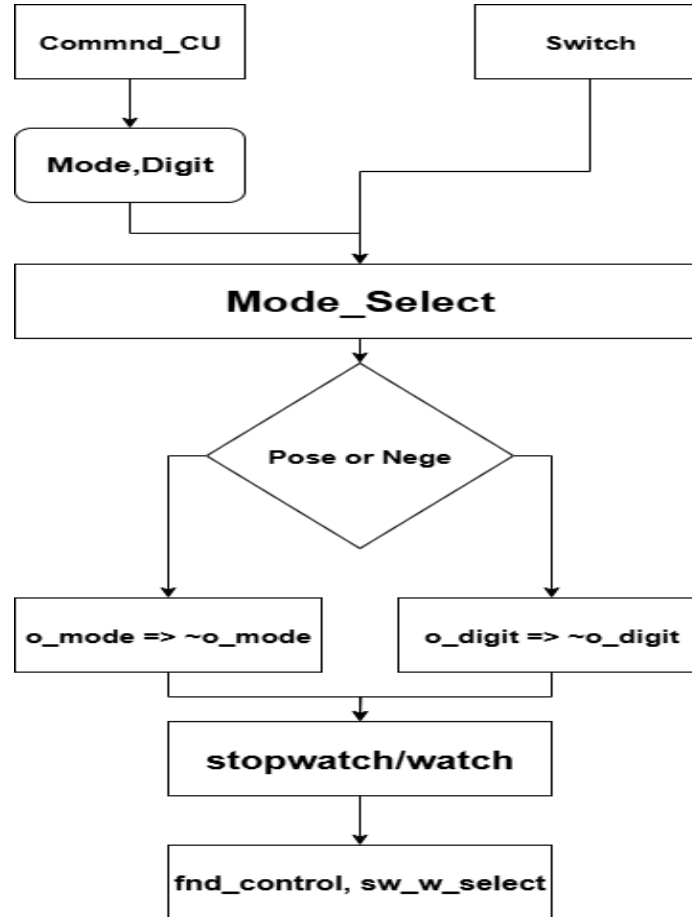 Commnd_CU
Switch
Mode,Digit
Mode_Select
Pose or Nege
o_mode => ~o_mode
o_digit => ~o_digit
stopwatch/watch
fnd_control, sw_w_select